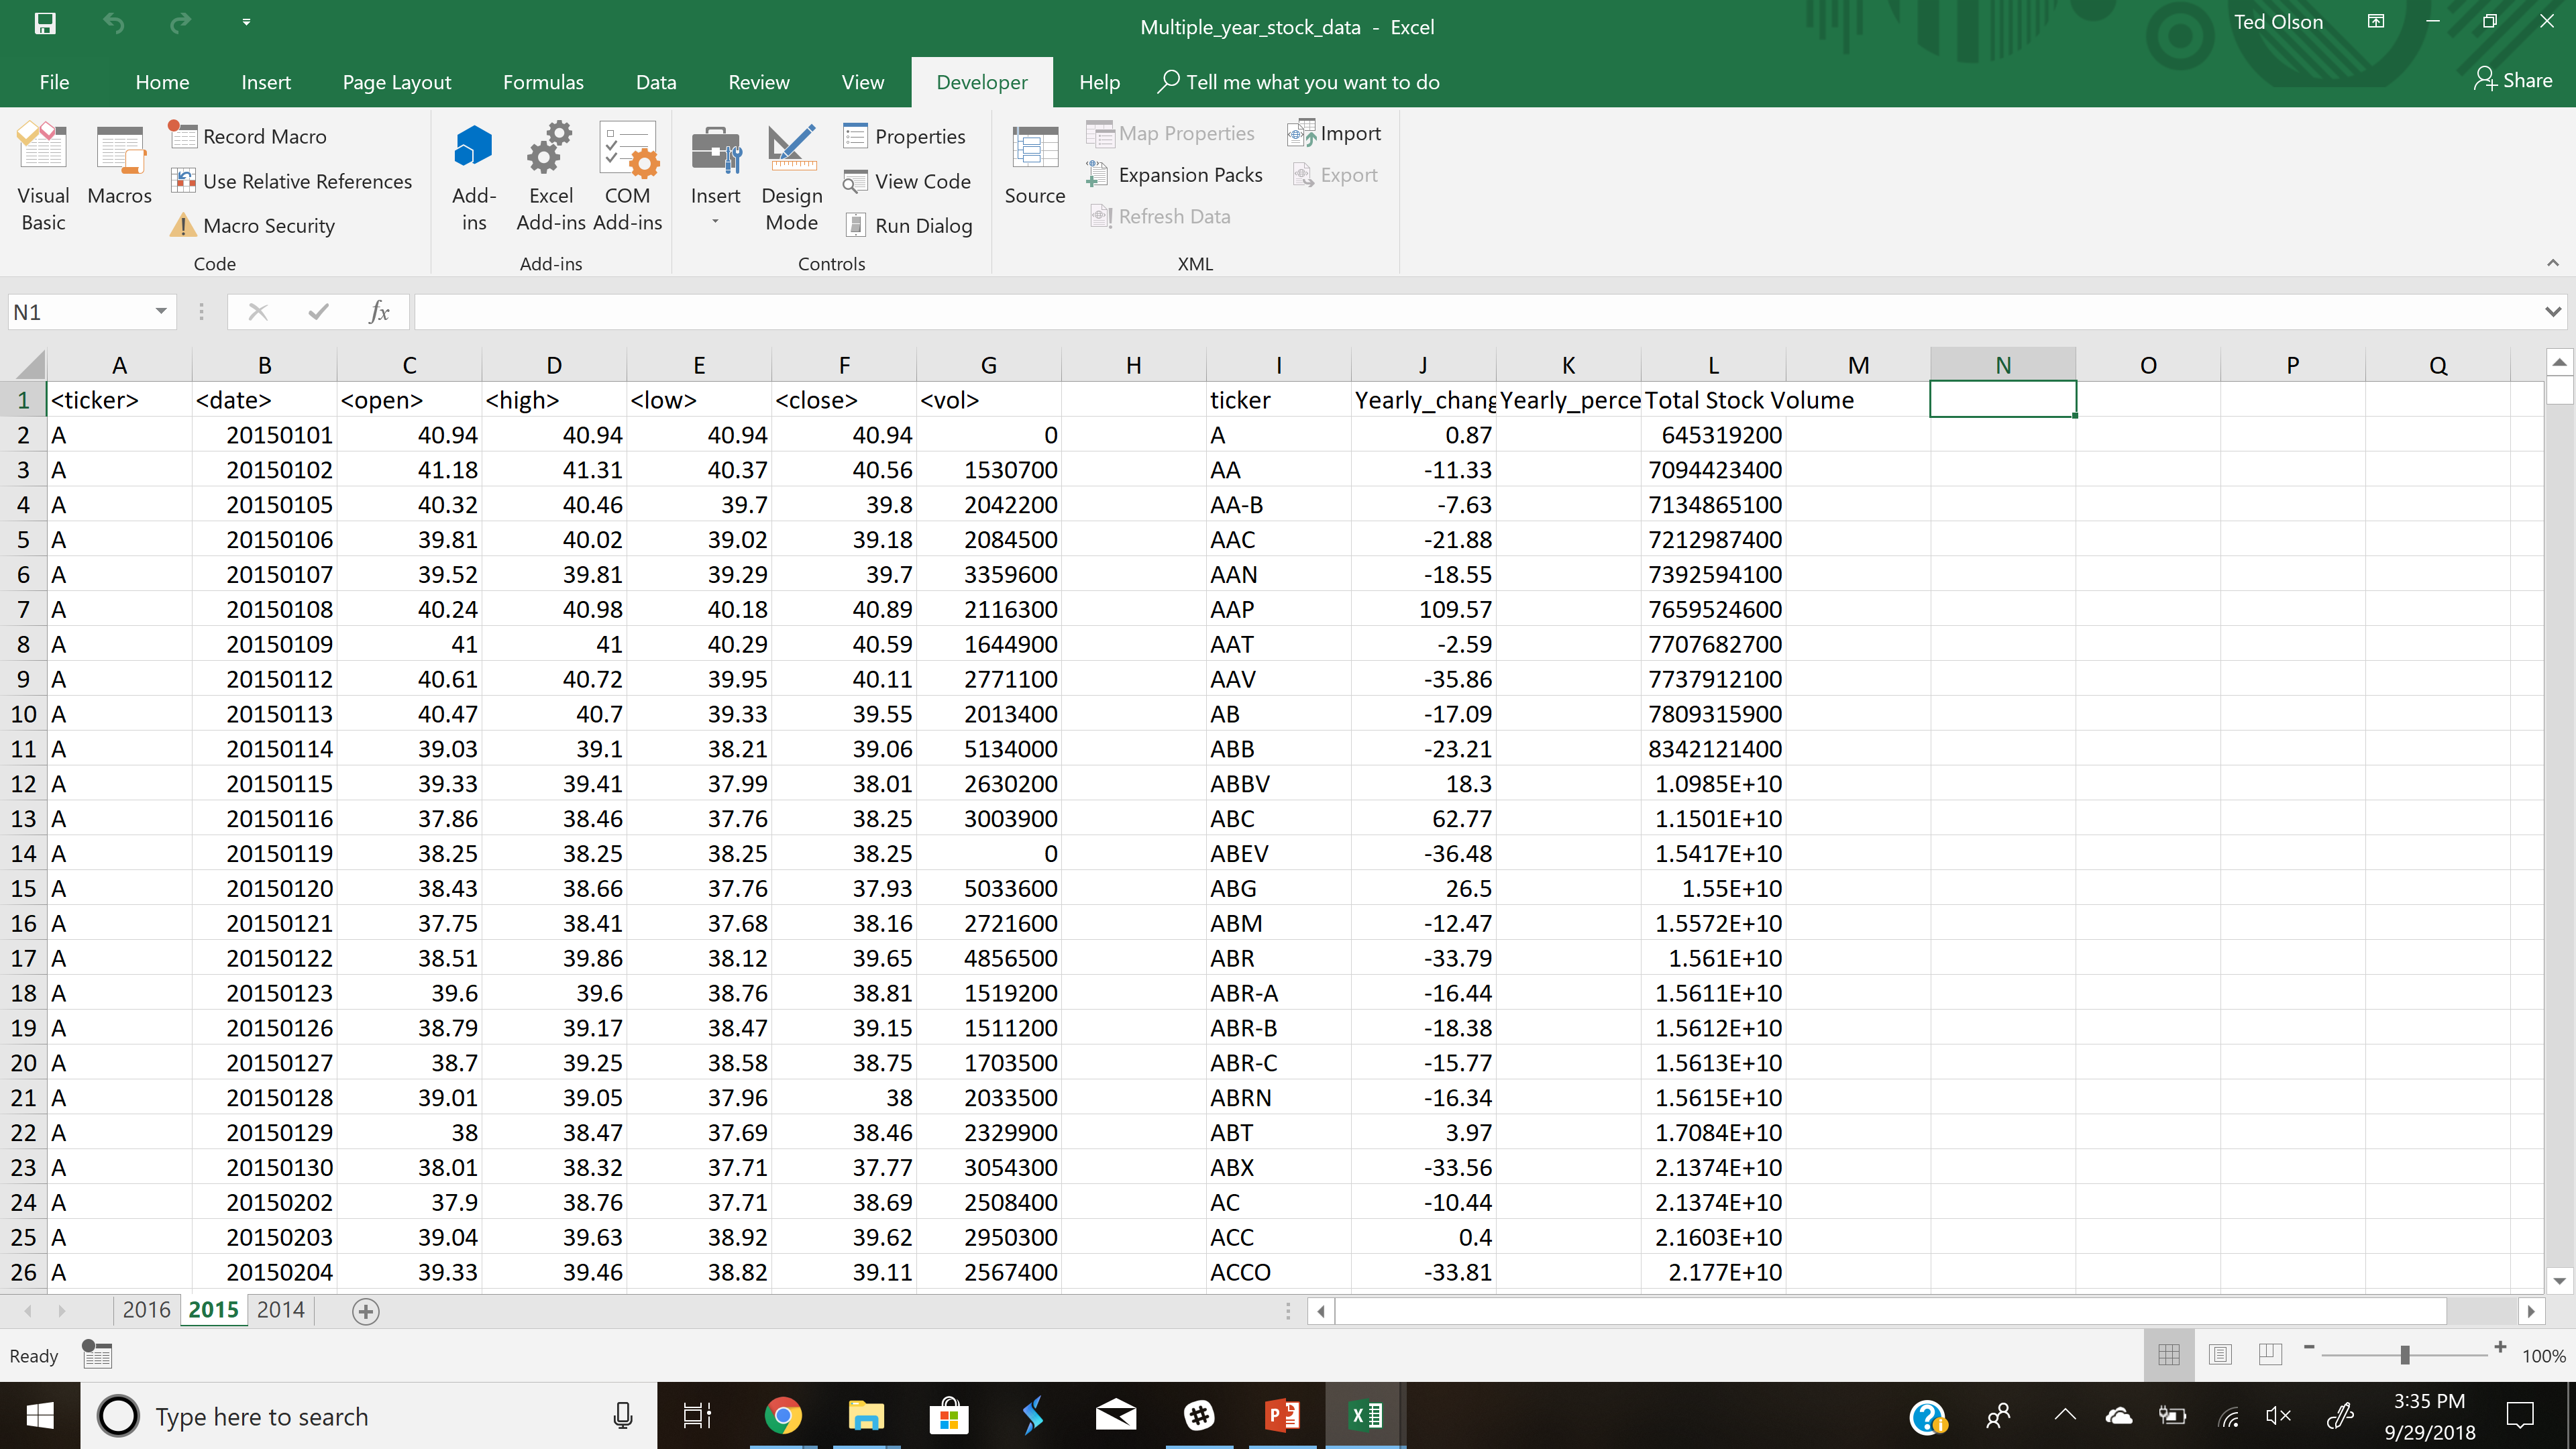 Multiple_year_stock_data - Excel
Ted Olson
File Home Insert Page Layout Formulas Data Review View Developer Help Tell me what you want to do Share
Visual Basic
Macros
Record Macro
Use Relative References
Macro Security
Code
Add-ins
Excel Add-ins
COM Add-ins
Add-ins
Insert
Design Mode
Properties
View Code
Run Dialog
Controls
Source
Map Properties
Expansion Packs
Refresh Data
Import
Export
XML
N1 fx
A B C D E F G H I J K L M N O P Q
1 <ticker> <date> <open> <high> <low> <close> <vol> ticker Yearly_chang Yearly_perce Total Stock Volume
2 A 20150101 40.94 40.94 40.94 40.94 0 A 0.87 645319200
3 A 20150102 41.18 41.31 40.37 40.56 1530700 AA -11.33 7094423400
4 A 20150105 40.32 40.46 39.7 39.8 2042200 AA-B -7.63 7134865100
5 A 20150106 39.81 40.02 39.02 39.18 2084500 AAC -21.88 7212987400
6 A 20150107 39.52 39.81 39.29 39.7 3359600 AAN -18.55 7392594100
7 A 20150108 40.24 40.98 40.18 40.89 2116300 AAP 109.57 7659524600
8 A 20150109 41 41 40.29 40.59 1644900 AAT -2.59 7707682700
9 A 20150112 40.61 40.72 39.95 40.11 2771100 AAV -35.86 7737912100
10 A 20150113 40.47 40.7 39.33 39.55 2013400 AB -17.09 7809315900
11 A 20150114 39.03 39.1 38.21 39.06 5134000 ABB -23.21 8342121400
12 A 20150115 39.33 39.41 37.99 38.01 2630200 ABBV 18.3 1.0985E+10
13 A 20150116 37.86 38.46 37.76 38.25 3003900 ABC 62.77 1.1501E+10
14 A 20150119 38.25 38.25 38.25 38.25 0 ABEV -36.48 1.5417E+10
15 A 20150120 38.43 38.66 37.76 37.93 5033600 ABG 26.5 1.55E+10
16 A 20150121 37.75 38.41 37.68 38.16 2721600 ABM -12.47 1.5572E+10
17 A 20150122 38.51 39.86 38.12 39.65 4856500 ABR -33.79 1.561E+10
18 A 20150123 39.6 39.6 38.76 38.81 1519200 ABR-A -16.44 1.5611E+10
19 A 20150126 38.79 39.17 38.47 39.15 1511200 ABR-B -18.38 1.5612E+10
20 A 20150127 38.7 39.25 38.58 38.75 1703500 ABR-C -15.77 1.5613E+10
21 A 20150128 39.01 39.05 37.96 38 2033500 ABRN -16.34 1.5615E+10
22 A 20150129 38 38.47 37.69 38.46 2329900 ABT 3.97 1.7084E+10
23 A 20150130 38.01 38.32 37.71 37.77 3054300 ABX -33.56 2.1374E+10
24 A 20150202 37.9 38.76 37.71 38.69 2508400 AC -10.44 2.1374E+10
25 A 20150203 39.04 39.63 38.92 39.62 2950300 ACC 0.4 2.1603E+10
26 A 20150204 39.33 39.46 38.82 39.11 2567400 ACCO -33.81 2.177E+10
2016 2015 2014
Ready 100%
Type here to search
3:35 PM
9/29/2018